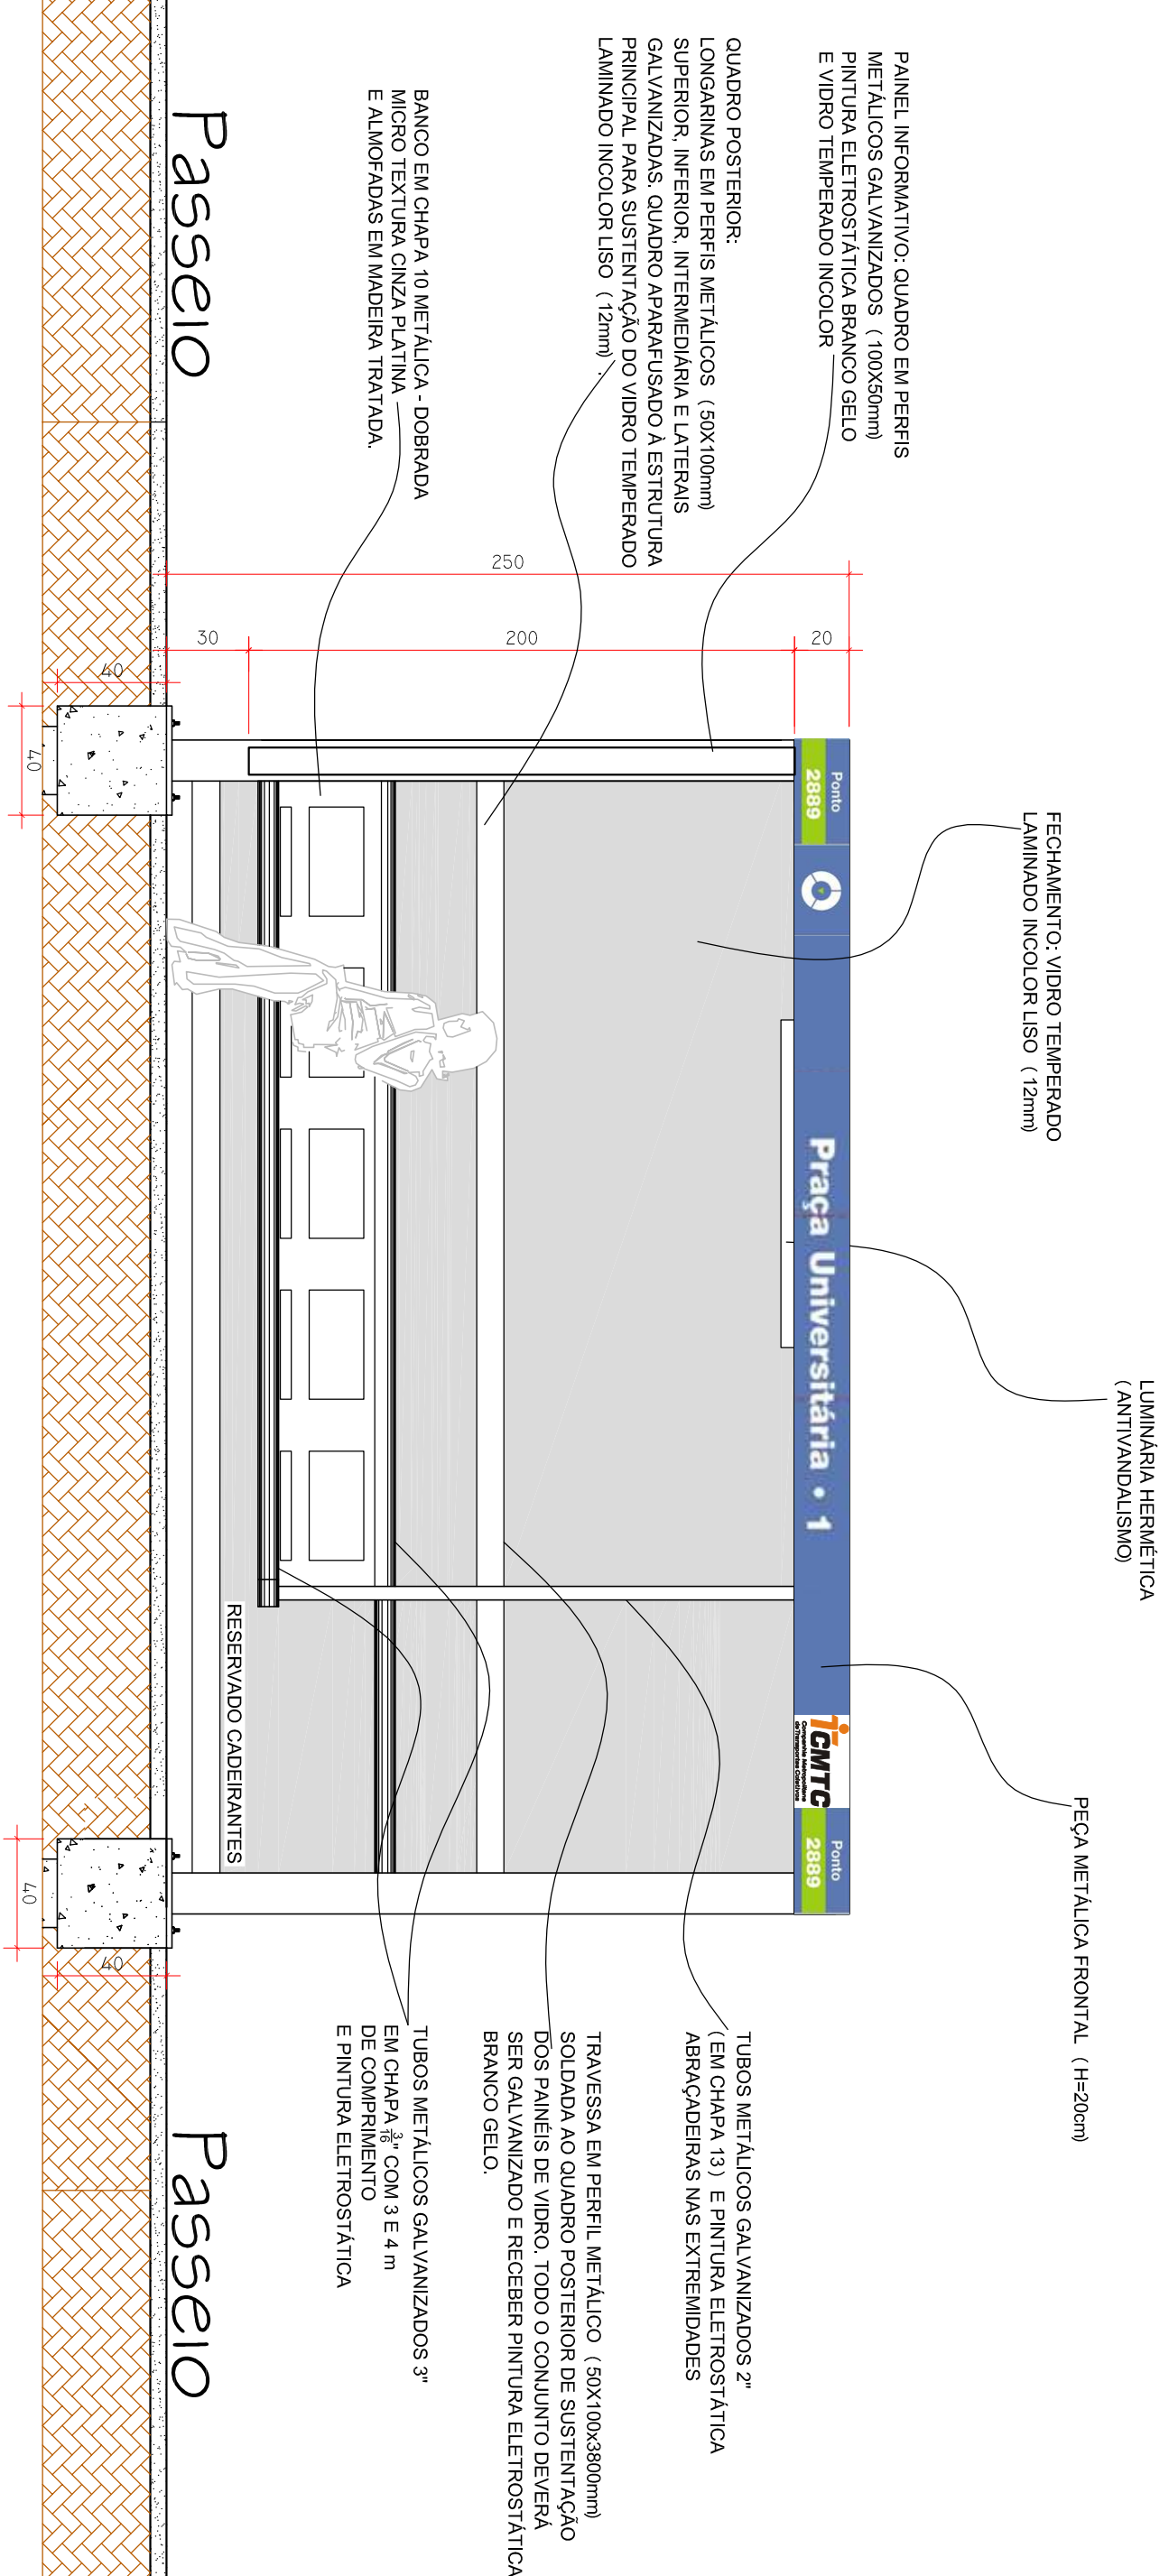 LUMINÁRIA HERMÉTICA
(ANTIVANDALISMO)
PEÇA METÁLICA FRONTAL (H=20cm)
FECHAMENTO: VIDRO TEMPERADO
LAMINADO INCOLOR LISO (12mm)
PAINEL INFORMATIVO: QUADRO EM PERFIS
METÁLICOS GALVANIZADOS (100X50mm)
PINTURA ELETROSTÁTICA BRANCO GELO
E VIDRO TEMPERADO INCOLOR
QUADRO POSTERIOR:
LONGARINAS EM PERFIS METÁLICOS (50X100mm)
SUPERIOR, INFERIOR, INTERMEDIÁRIA E LATERAIS
GALVANIZADAS. QUADRO APARAFUSADO À ESTRUTURA
PRINCIPAL PARA SUSTENTAÇÃO DO VIDRO TEMPERADO
LAMINADO INCOLOR LISO (12mm) .
BANCO EM CHAPA 10 METÁLICA - DOBRADA
MICRO TEXTURA CINZA PLATINA
E ALMOFADAS EM MADEIRA TRATADA.
250
20
200
30
40
40
Ponto
2889
Praça Universitária • 1
CMTC
Companhia Metropolitana
de Transportes Coletivos
Ponto
2889
RESERVADO CADEIRANTES
40
40
TUBOS METÁLICOS GALVANIZADOS 2"
(EM CHAPA 13) E PINTURA ELETROSTÁTICA
ABRAÇADEIRAS NAS EXTREMIDADES
TRAVESSA EM PERFIL METÁLICO (50X100x3800mm)
SOLDADA AO QUADRO POSTERIOR DE SUSTENTAÇÃO
DOS PAINÉIS DE VIDRO. TODO O CONJUNTO DEVERÁ
SER GALVANIZADO E RECEBER PINTURA ELETROSTÁTICA
BRANCO GELO.
TUBOS METÁLICOS GALVANIZADOS 3"
EM CHAPA 3/16" COM 3 E 4 m
DE COMPRIMENTO
E PINTURA ELETROSTÁTICA
Passeio
Passeio